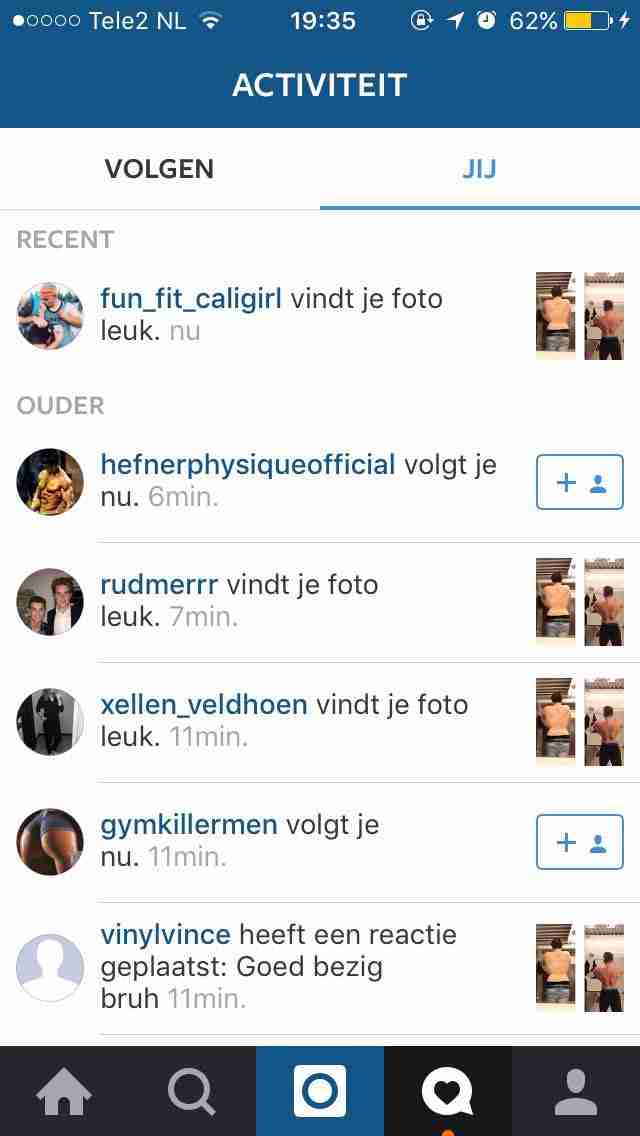 Tele2 NL 19:35 62%
ACTIVITEIT
VOLGEN JIJ
RECENT
fun_fit_caligirl vindt je foto
leuk. nu
OUDER
hefnerphysiqueofficial volgt je
nu. 6min.
rudmerrr vindt je foto
leuk. 7min.
xellen_veldhoen vindt je foto
leuk. 11min.
gymkillermen volgt je
nu. 11min.
vinylvince heeft een reactie
geplaatst: Goed bezig
bruh 11min.